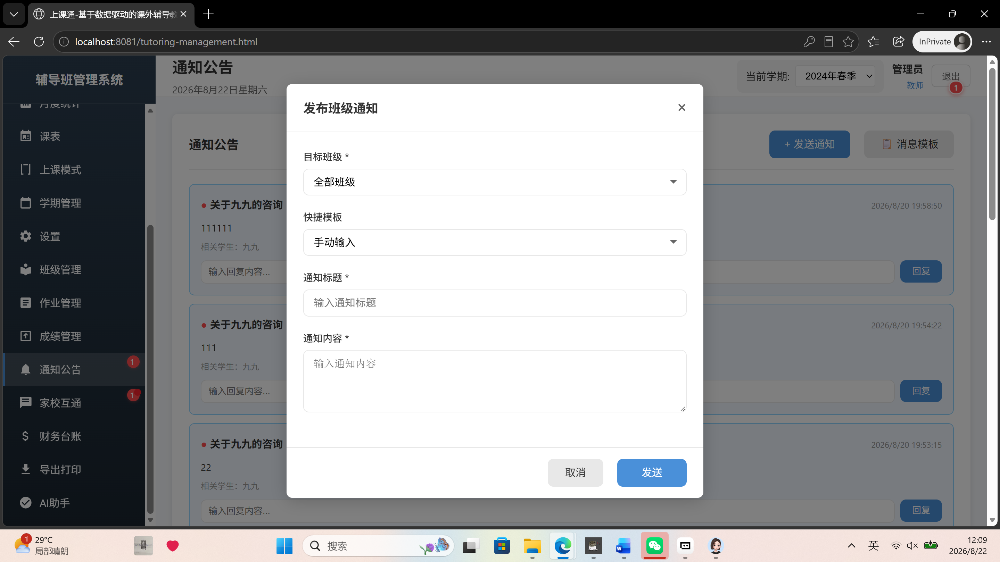 上课通-基于数据驱动的课外辅导教
localhost:8081/tutoring-management.html
InPrivate
辅导班管理系统
月度统计
课表
上课模式
学期管理
设置
班级管理
作业管理
成绩管理
通知公告
1
家校互通
1
财务台账
导出打印
AI助手
通知公告
2026年8月22日星期六
当前学期:
2024年春季
管理员
教师
退出
1
通知公告
+ 发送通知
消息模板
关于九九的咨询
2026/8/20 19:58:50
111111
相关学生：九九
输入回复内容...
回复
关于九九的咨询
2026/8/20 19:54:22
111
相关学生：九九
输入回复内容...
回复
关于九九的咨询
2026/8/20 19:53:15
22
相关学生：九九
输入回复内容...
回复
发布班级通知
×
目标班级 *
全部班级
快捷模板
手动输入
通知标题 *
输入通知标题
通知内容 *
输入通知内容
取消
发送
1
29°C
局部晴朗
搜索
英
12:09
2026/8/22